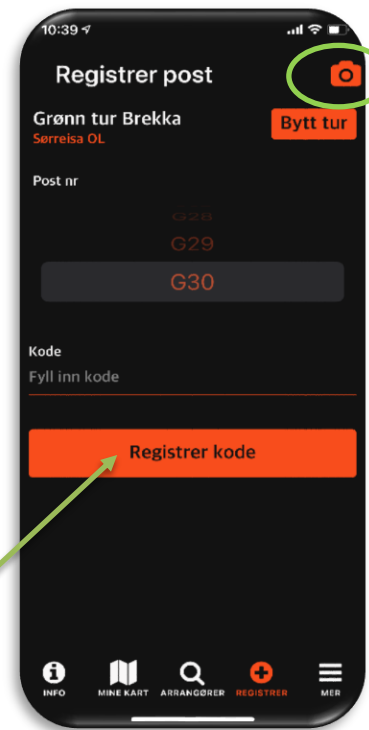 10:39
Registrer post
Grønn tur Brekka
Bytt tur
Sørreisa OL
Post nr
G28
G29
G30
Kode
Fyll inn kode
Registrer kode
INFO MINE KART ARRANGØRER REGISTRER MER